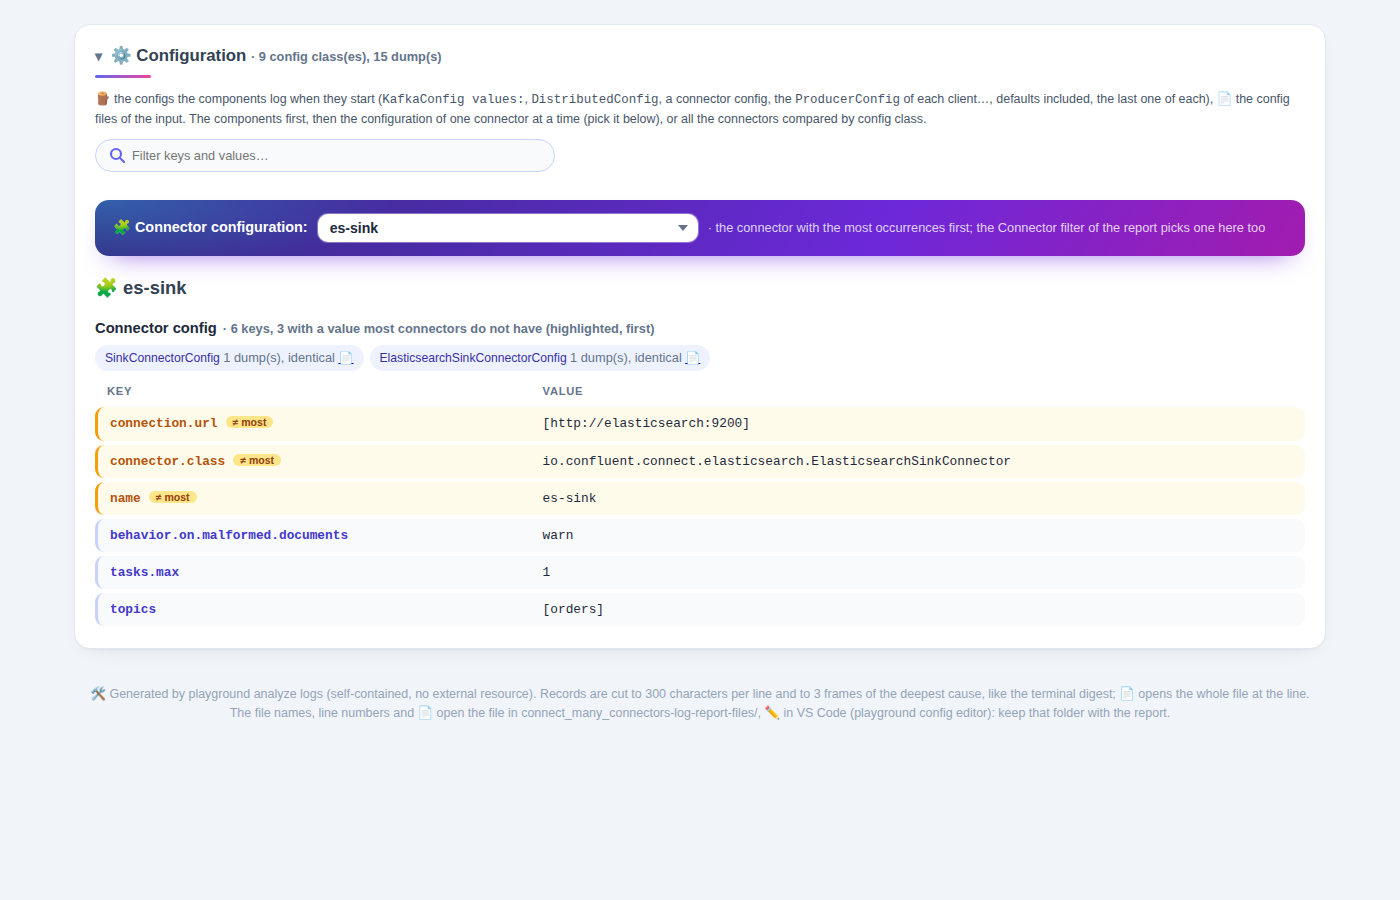 ▼ ⚙️ Configuration · 9 config class(es), 15 dump(s)
🪵 the configs the components log when they start (KafkaConfig values:, DistributedConfig, a connector config, the ProducerConfig of each client…, defaults included, the last one of each), 📄 the config
files of the input. The components first, then the configuration of one connector at a time (pick it below), or all the connectors compared by config class.
Filter keys and values…
🧩 Connector configuration: es-sink · the connector with the most occurrences first; the Connector filter of the report picks one here too
🧩 es-sink
Connector config · 6 keys, 3 with a value most connectors do not have (highlighted, first)
SinkConnectorConfig 1 dump(s), identical 📄 ElasticsearchSinkConnectorConfig 1 dump(s), identical 📄
KEY VALUE
connection.url ≠ most [http://elasticsearch:9200]
connector.class ≠ most io.confluent.connect.elasticsearch.ElasticsearchSinkConnector
name ≠ most es-sink
behavior.on.malformed.documents warn
tasks.max 1
topics [orders]
🛠️ Generated by playground analyze logs (self-contained, no external resource). Records are cut to 300 characters per line and to 3 frames of the deepest cause, like the terminal digest; 📄 opens the whole file at the line.
The file names, line numbers and 📄 open the file in connect_many_connectors-log-report-files/, ✏️ in VS Code (playground config editor): keep that folder with the report.